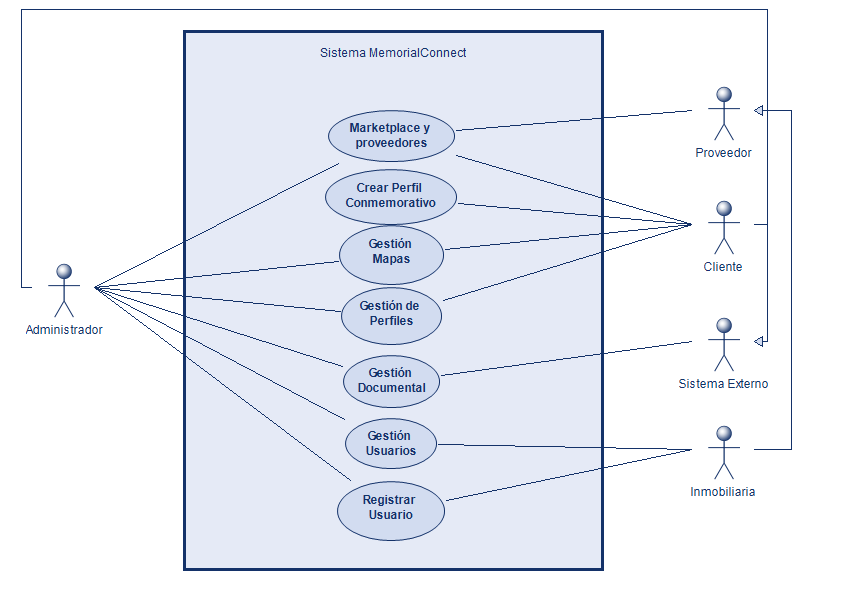 Sistema MemorialConnect
Marketplace y
proveedores
Crear Perfil
Conmemorativo
Gestión
Mapas
Gestión de
Perfiles
Gestión
Documental
Gestión
Usuarios
Registrar
Usuario
Administrador
Proveedor
Cliente
Sistema Externo
Inmobiliaria